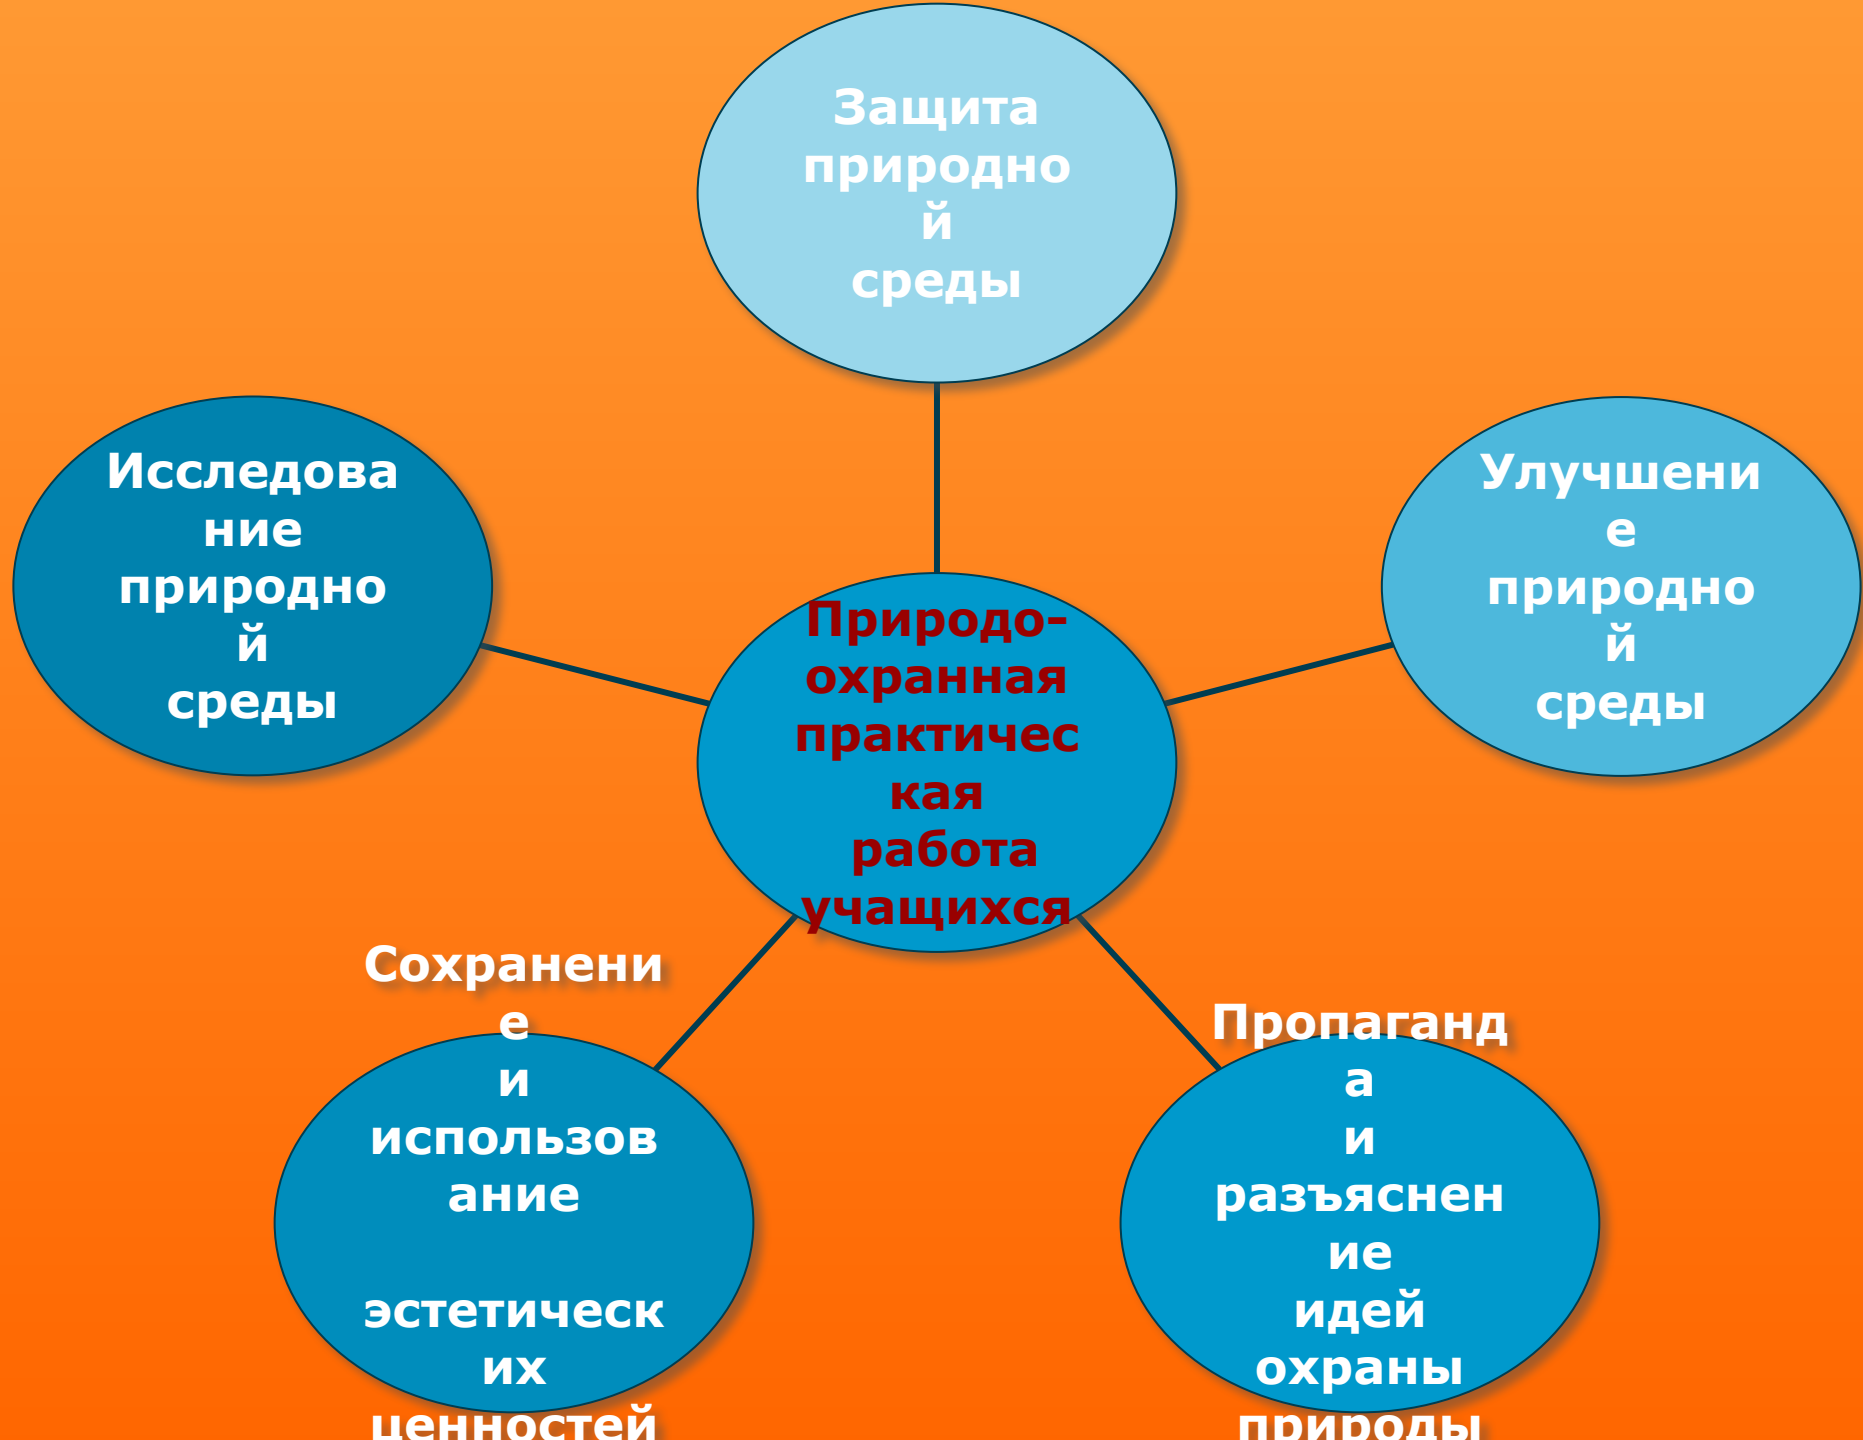 Защита
природно
й
среды
Исследова
ние
природно
й
среды
Улучшени
е
природно
й
среды
Природо–
охранная
практичес
кая
работа
учащихся
Сохранени
е
и
использов
ание
эстетическ
их
ценностей
Пропаганд
а
и
разъяснен
ие
идей
охраны
природы